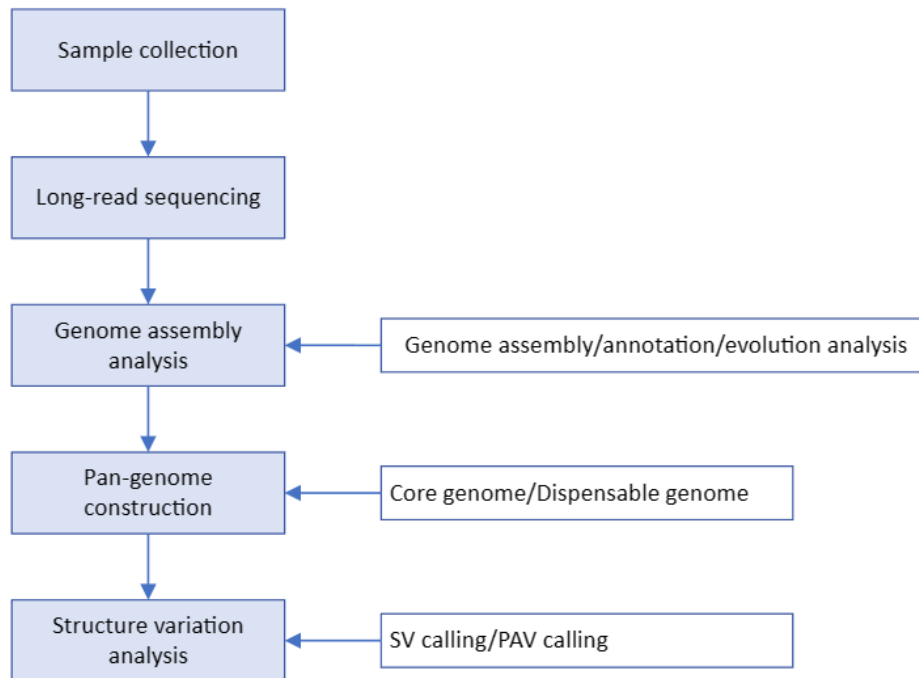 Sample collection
Long-read sequencing
Genome assembly
analysis
Genome assembly/annotation/evolution analysis
Pan-genome
construction
Core genome/Dispensable genome
Structure variation
analysis
SV calling/PAV calling